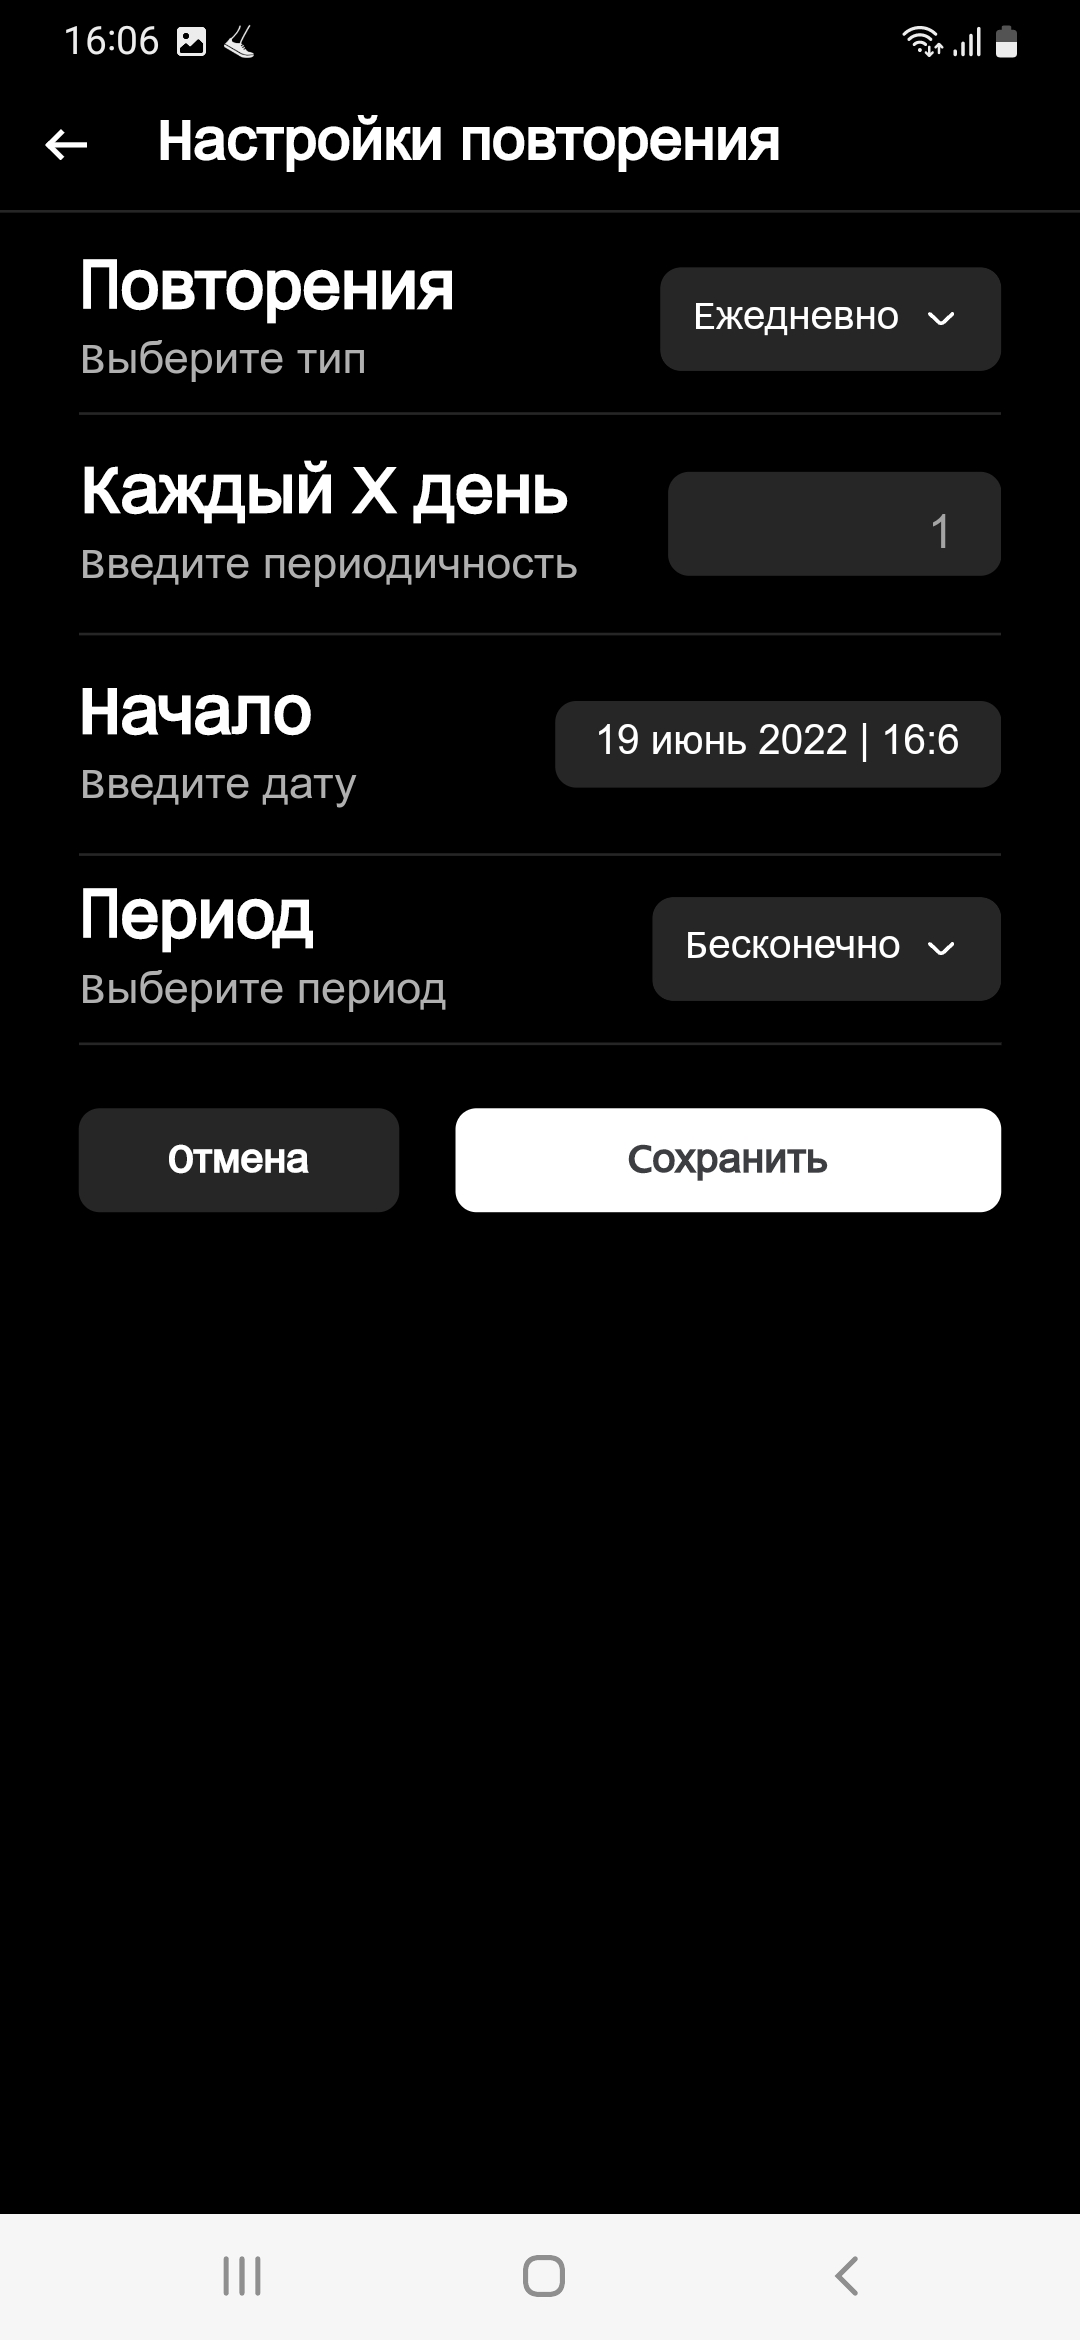 16:06
Настройки повторения
Повторения
Выберите тип
Ежедневно
Каждый X день
Введите периодичность
1
Начало
Введите дату
19 июнь 2022 | 16:6
Период
Выберите период
Бесконечно
Отмена
Сохранить